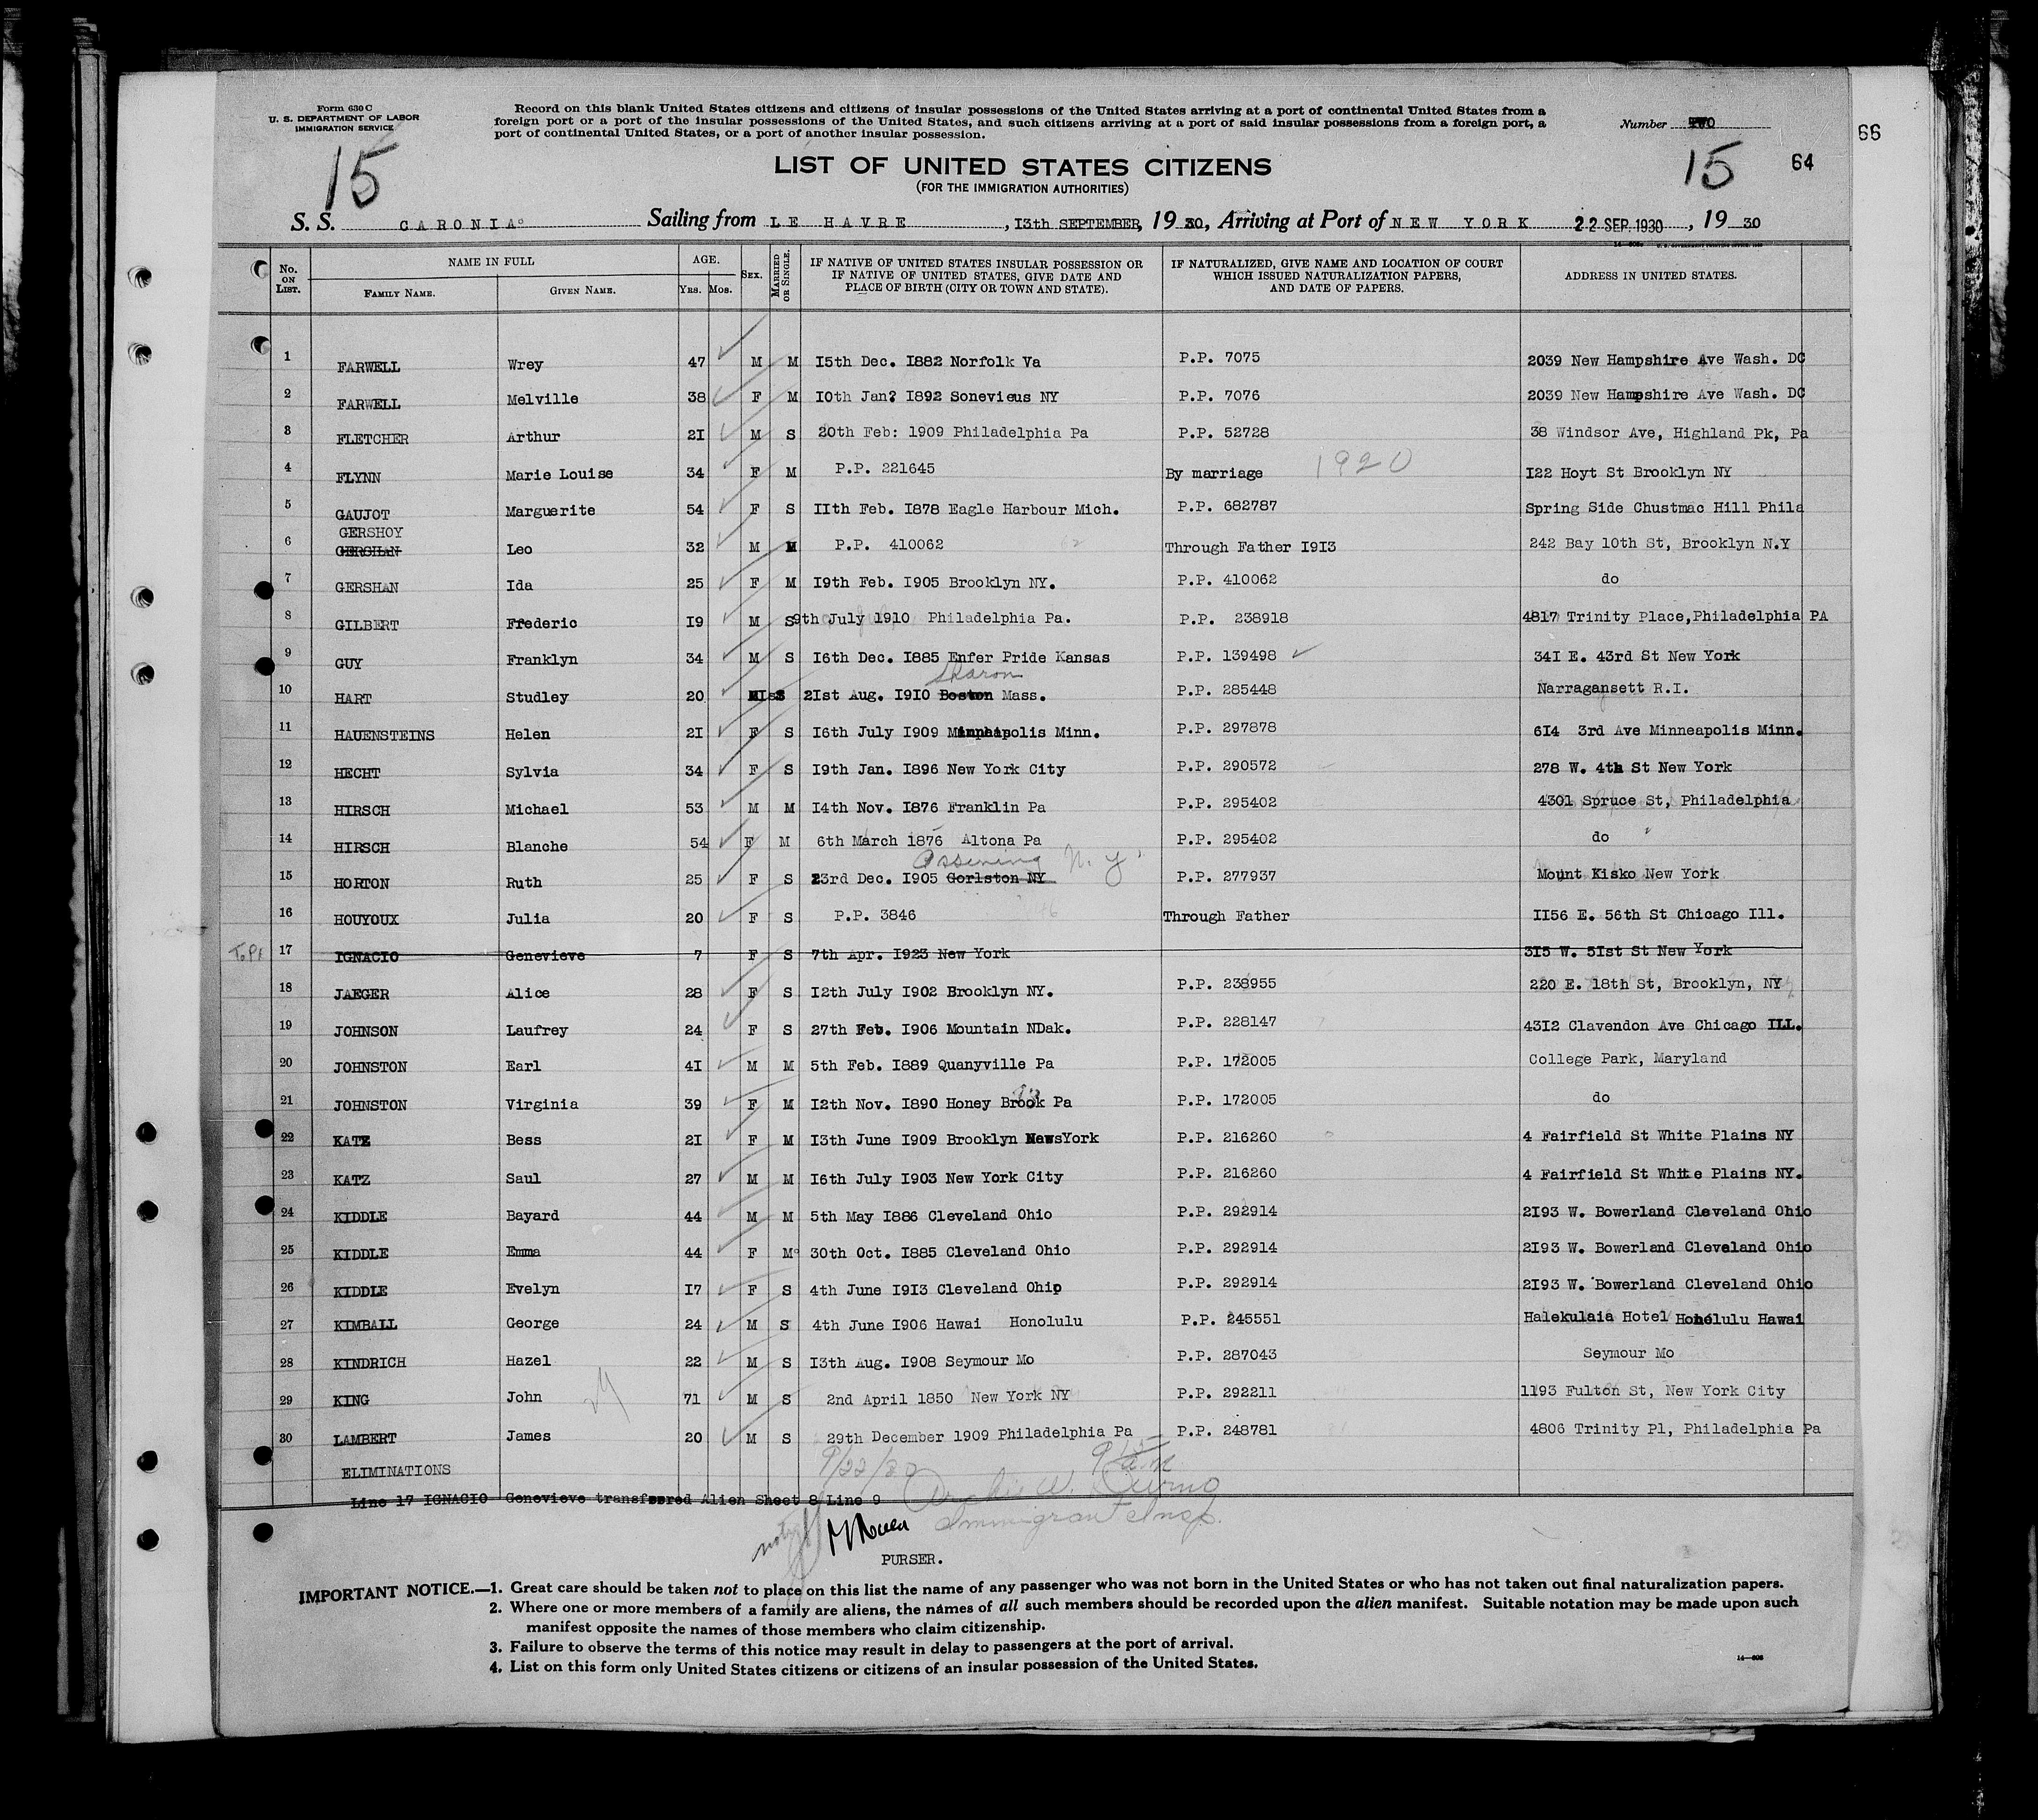 Form 630 C
U. S. DEPARTMENT OF LABOR
IMMIGRATION SERVICE
Record on this blank United States citizens and citizens of insular possessions of the United States arriving at a port of continental United States from a
foreign port or a port of the insular possessions of the United States, and such citizens arriving at a port of said insular possessions from a foreign port, a
port of continental United States, or a port of another insular possession.
Number TWO
66
15
15
64
LIST OF UNITED STATES CITIZENS
(FOR THE IMMIGRATION AUTHORITIES)
S. S. CARONIA Sailing from LE HAVRE, 13th SEPTEMBER, 19 30, Arriving at Port of NEW YORK 22 SEP. 1930, 19 30
No. ON LIST. NAME IN FULL FAMILY NAME. GIVEN NAME. AGE. YRS. MOS. SEX. MARRIED OR SINGLE. IF NATIVE OF UNITED STATES INSULAR POSSESSION OR IF NATIVE OF UNITED STATES, GIVE DATE AND PLACE OF BIRTH (CITY OR TOWN AND STATE). IF NATURALIZED, GIVE NAME AND LOCATION OF COURT WHICH ISSUED NATURALIZATION PAPERS, AND DATE OF PAPERS. ADDRESS IN UNITED STATES.
1 FARWELL Wrey 47 M M 15th Dec. 1882 Norfolk Va P.P. 7075 2039 New Hampshire Ave Wash. DC
2 FARWELL Melville 38 F M 10th Jan? 1892 Sonevieus NY P.P. 7076 2039 New Hampshire Ave Wash. DC
3 FLETCHER Arthur 21 M S 20th Feb: 1909 Philadelphia Pa P.P. 52728 38 Windsor Ave, Highland Pk, Pa
4 FLYNN Marie Louise 34 F M P.P. 221645 By marriage 1920 122 Hoyt St Brooklyn NY
5 GAUJOT Marguerite 54 F S 11th Feb. 1878 Eagle Harbour Mich. P.P. 682787 Spring Side Chustmac Hill Phila
GERSHOY
6 GERSHAN Leo 32 M M P.P. 410062 Through Father 1913 242 Bay 10th St, Brooklyn N.Y
7 GERSHAN Ida 25 F M 19th Feb. 1905 Brooklyn NY. P.P. 410062 do
8 GILBERT Frederic 19 M S 9th July 1910 Philadelphia Pa. P.P. 238918 4817 Trinity Place,Philadelphia PA
9 GUY Franklyn 34 M S 16th Dec. 1885 Enfer Pride Kansas P.P. 139498 341 E. 43rd St New York
Sharon
10 HART Studley 20 S 21st Aug. 1910 Boston Mass. P.P. 285448 Narragansett R.I.
11 HAUENSTEINS Helen 21 F S 16th July 1909 Minneapolis Minn. P.P. 297878 614 3rd Ave Minneapolis Minn.
12 HECHT Sylvia 34 F S 19th Jan. 1896 New York City P.P. 290572 278 W. 4th St New York
13 HIRSCH Michael 53 M M 14th Nov. 1876 Franklin Pa P.P. 295402 4301 Spruce St, Philadelphia
14 HIRSCH Blanche 54 F M 6th March 1876 Altona Pa P.P. 295402 do
Ossining N.Y.
15 HORTON Ruth 25 F S 23rd Dec. 1905 Gorlston NY P.P. 277937 Mount Kisko New York
16 HOUYOUX Julia 20 F S P.P. 3846 Through Father 1156 E. 56th St Chicago Ill.
17 IGNACIO Genevieve 7 F S 7th Apr. 1923 New York 315 W. 51st St New York
18 JAEGER Alice 28 F S 12th July 1902 Brooklyn NY. P.P. 238955 220 E. 18th St, Brooklyn, NY
19 JOHNSON Laufrey 24 F S 27th Feb. 1906 Mountain NDak. P.P. 228147 4312 Clavendon Ave Chicago ILL.
20 JOHNSTON Earl 41 M M 5th Feb. 1889 Quanyville Pa P.P. 172005 College Park, Maryland
21 JOHNSTON Virginia 39 F M 12th Nov. 1890 Honey Brook Pa P.P. 172005 do
22 KATZ Bess 21 F M 13th June 1909 Brooklyn NewsYork P.P. 216260 4 Fairfield St White Plains NY
23 KATZ Saul 27 M M 16th July 1903 New York City P.P. 216260 4 Fairfield St White Plains NY.
24 KIDDLE Bayard 44 M M 5th May 1886 Cleveland Ohio P.P. 292914 2193 W. Bowerland Cleveland Ohio
25 KIDDLE Emma 44 F M 30th Oct. 1885 Cleveland Ohio P.P. 292914 2193 W. Bowerland Cleveland Ohio
26 KIDDLE Evelyn 17 F S 4th June 1913 Cleveland Ohio P.P. 292914 2193 W. Bowerland Cleveland Ohio
27 KIMBALL George 24 M S 4th June 1906 Hawai Honolulu P.P. 245551 Halekulaia Hotel Honolulu Hawai
28 KINDRICH Hazel 22 M S 13th Aug. 1908 Seymour Mo P.P. 287043 Seymour Mo
29 KING John 71 M S 2nd April 1850 New York NY P.P. 292211 1193 Fulton St, New York City
30 LAMBERT James 20 M S 29th December 1909 Philadelphia Pa P.P. 248781 4806 Trinity Pl, Philadelphia Pa
ELIMINATIONS
9/22/30
Line 17 IGNACIO Genevieve transferred Alien Sheet 8 Line 9
Immigrant Insp.
PURSER.
IMPORTANT NOTICE.—1. Great care should be taken not to place on this list the name of any passenger who was not born in the United States or who has not taken out final naturalization papers.
2. Where one or more members of a family are aliens, the names of all such members should be recorded upon the alien manifest. Suitable notation may be made upon such
manifest opposite the names of those members who claim citizenship.
3. Failure to observe the terms of this notice may result in delay to passengers at the port of arrival.
4. List on this form only United States citizens or citizens of an insular possession of the United States.